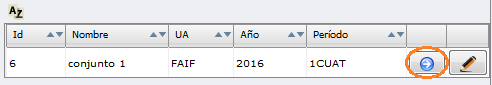 AZ
Id Nombre UA Año Período
6 conjunto 1 FAIF 2016 1CUAT